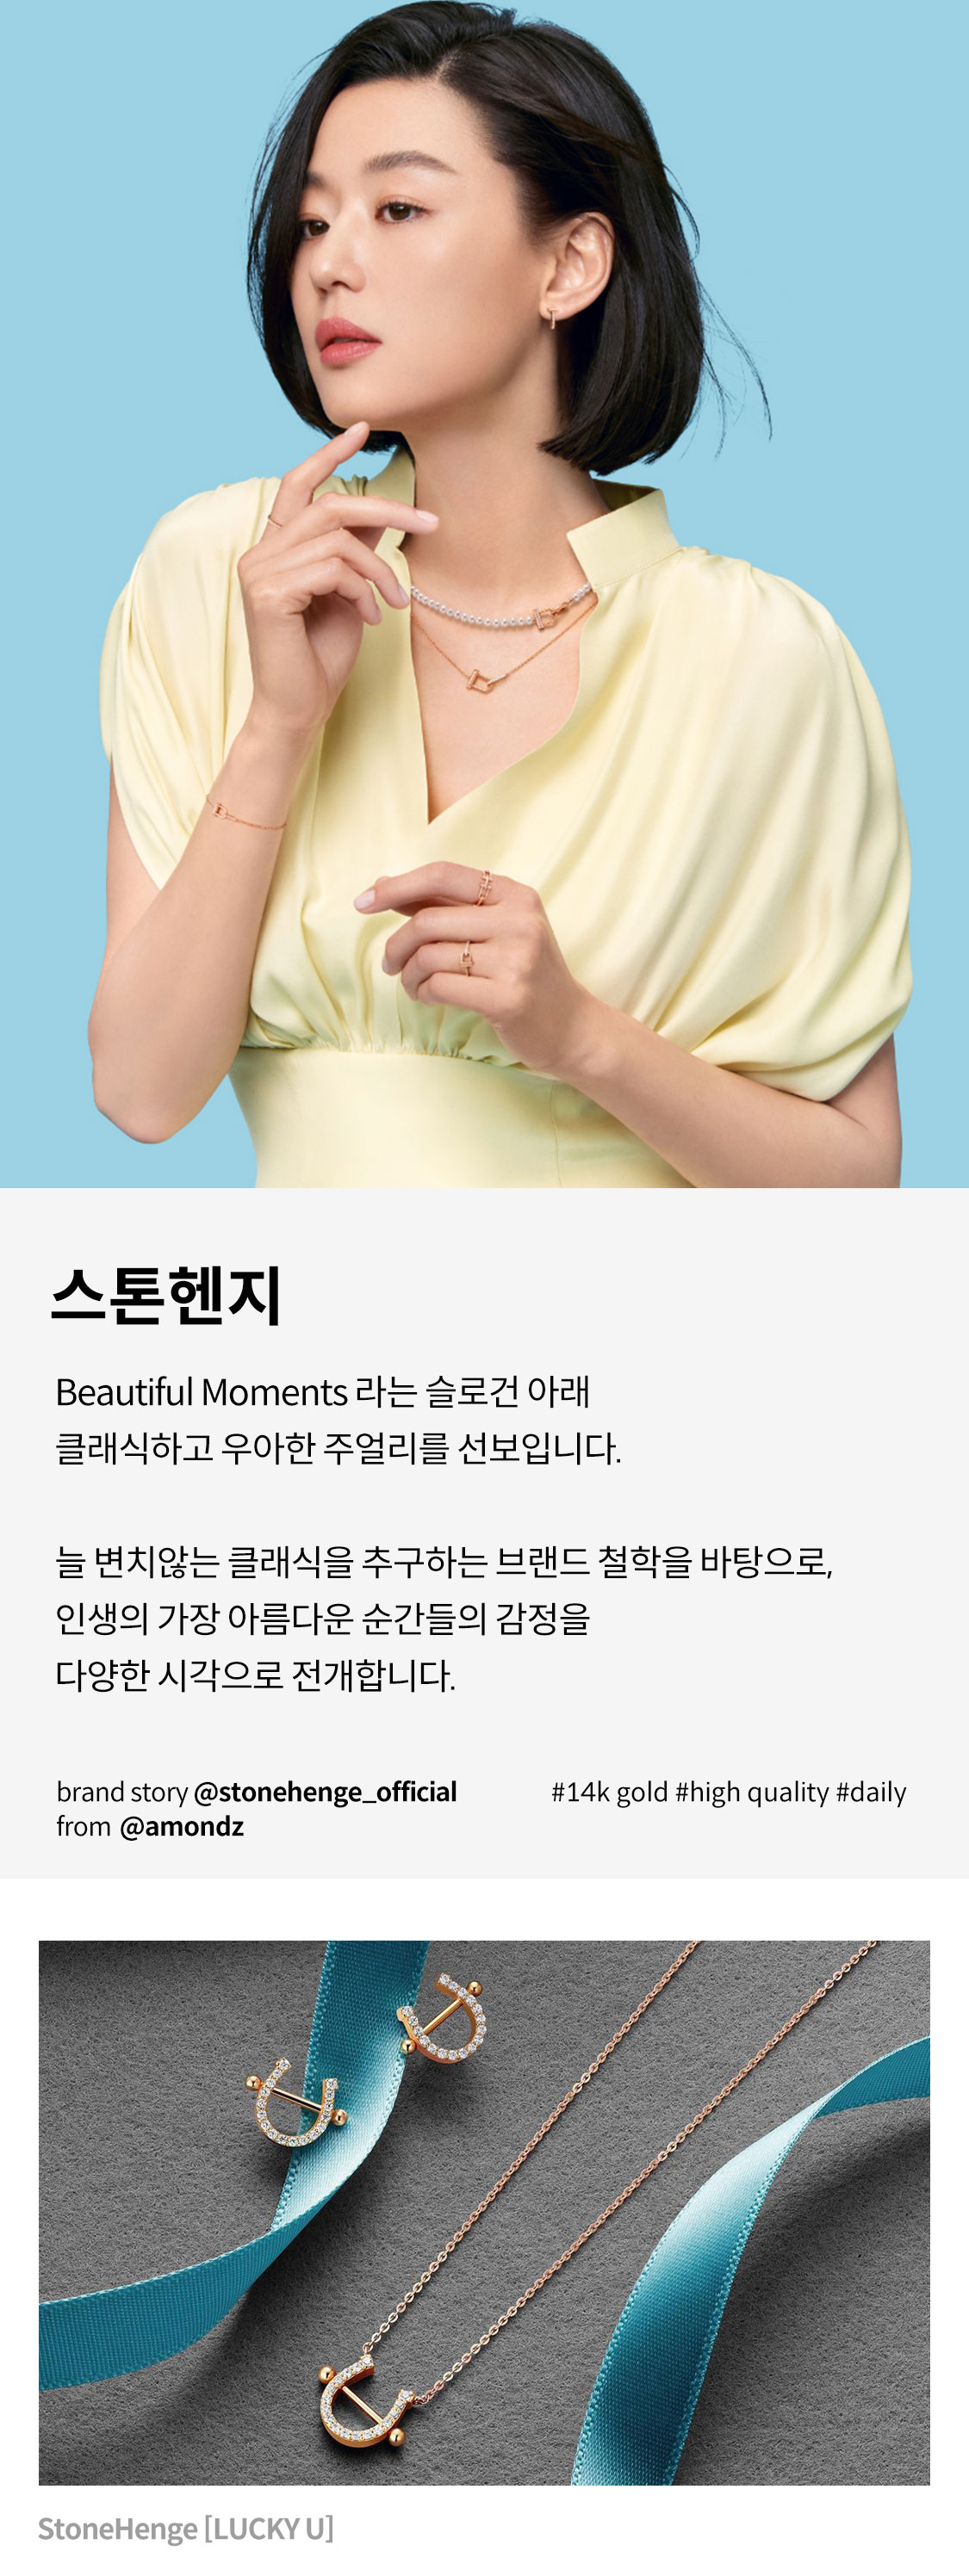 스톤헨지
Beautiful Moments 라는 슬로건 아래
클래식하고 우아한 주얼리를 선보입니다.
늘 변치않는 클래식을 추구하는 브랜드 철학을 바탕으로,
인생의 가장 아름다운 순간들의 감정을
다양한 시각으로 전개합니다.
brand story @stonehenge_official
from @amondz
#14k gold #high quality #daily
StoneHenge [LUCKY U]